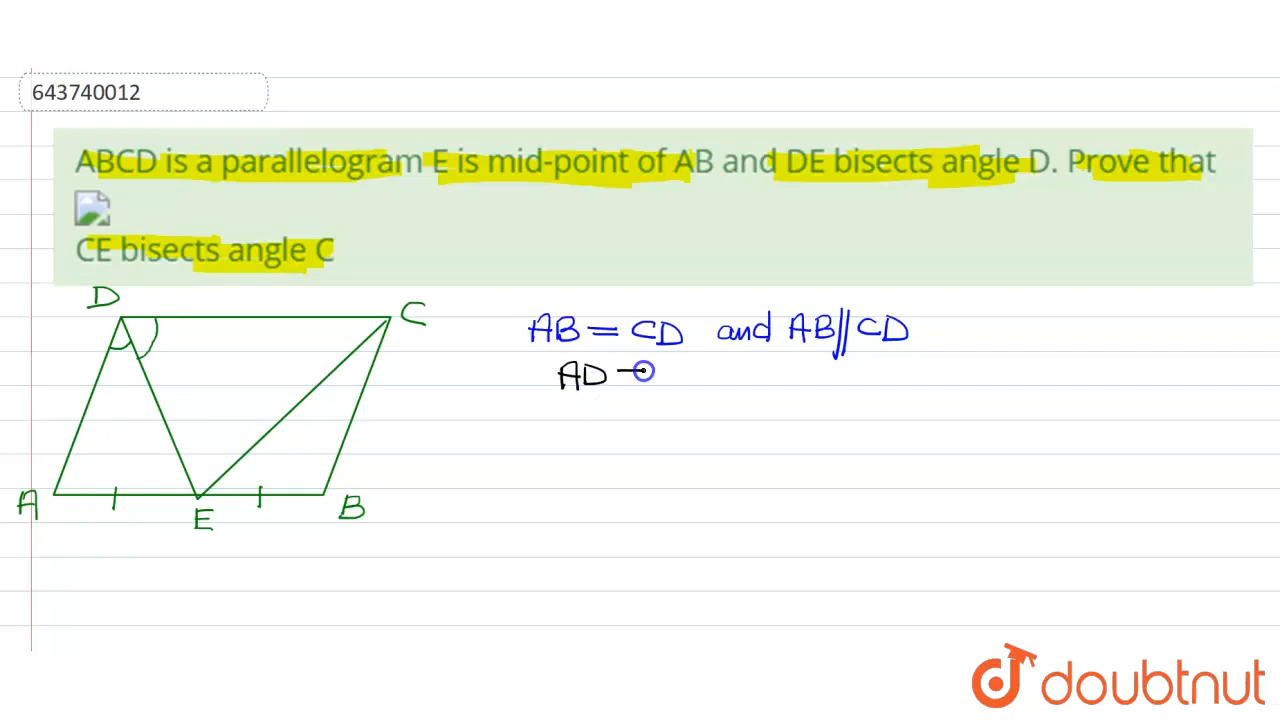 643740012
ABCD is a parallelogram E is mid-point of AB and DE bisects angle D. Prove that
CE bisects angle C
D
C
AB = CD and AB || CD
AD
A
E
B
doubtnut